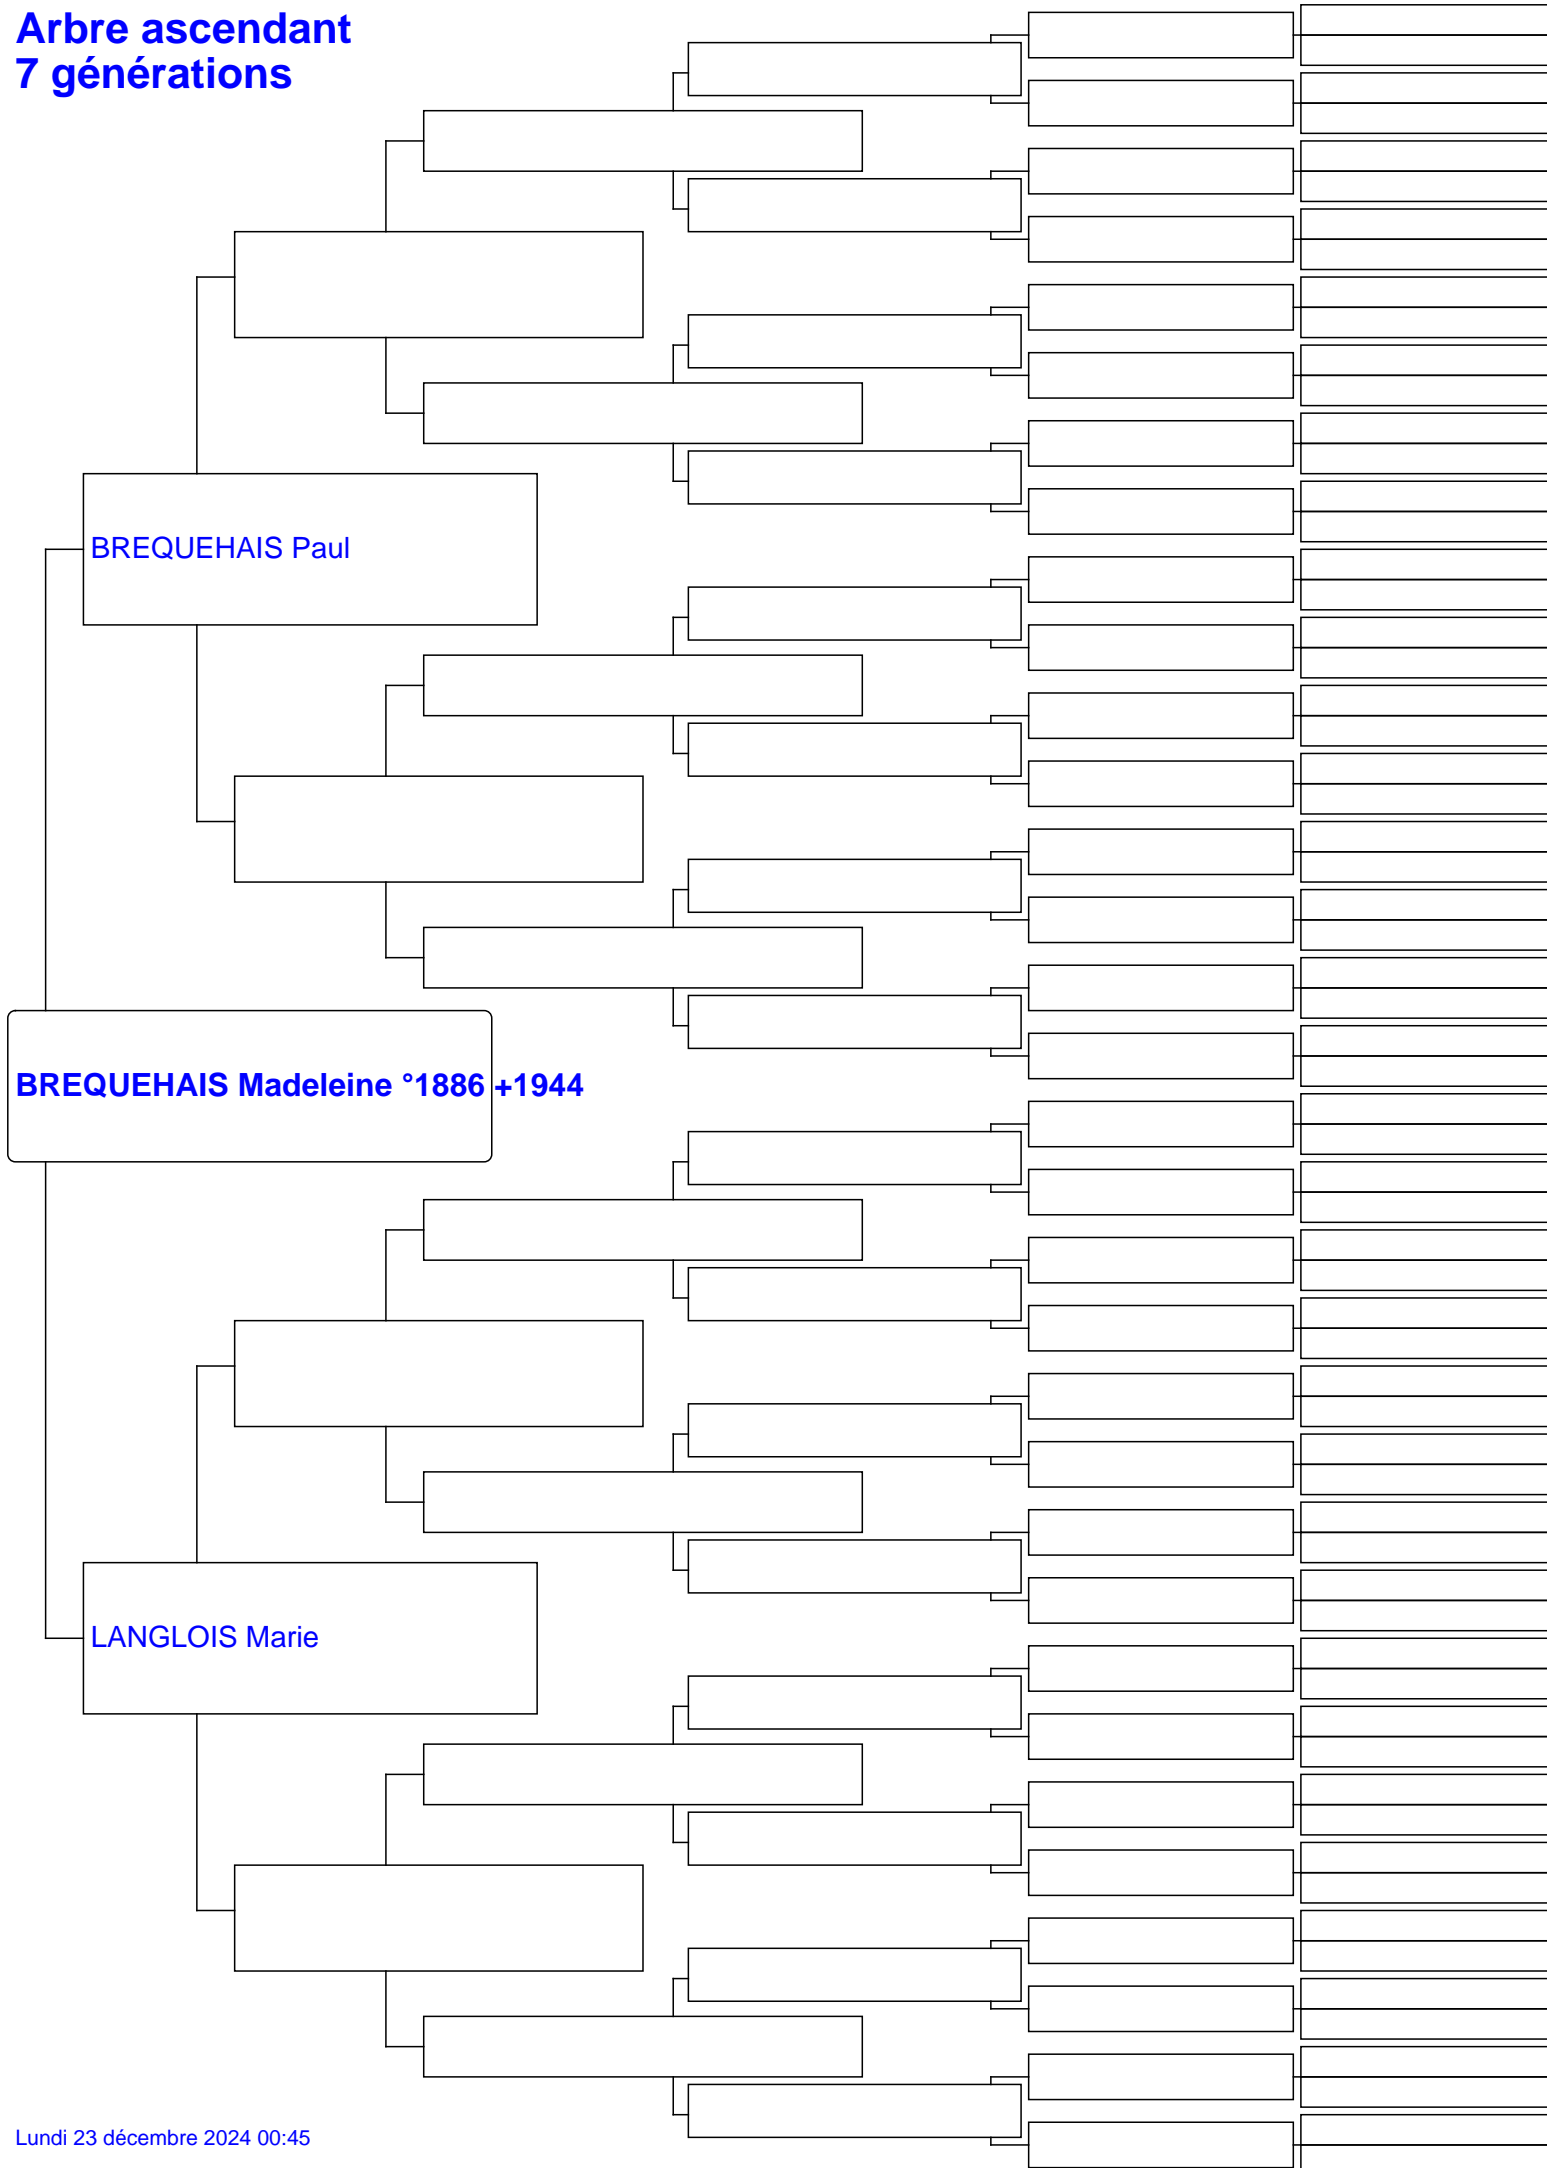 Arbre ascendant
7 générations
BREQUEHAIS Paul
BREQUEHAIS Madeleine °1886 +1944
LANGLOIS Marie
Lundi 23 décembre 2024 00:45